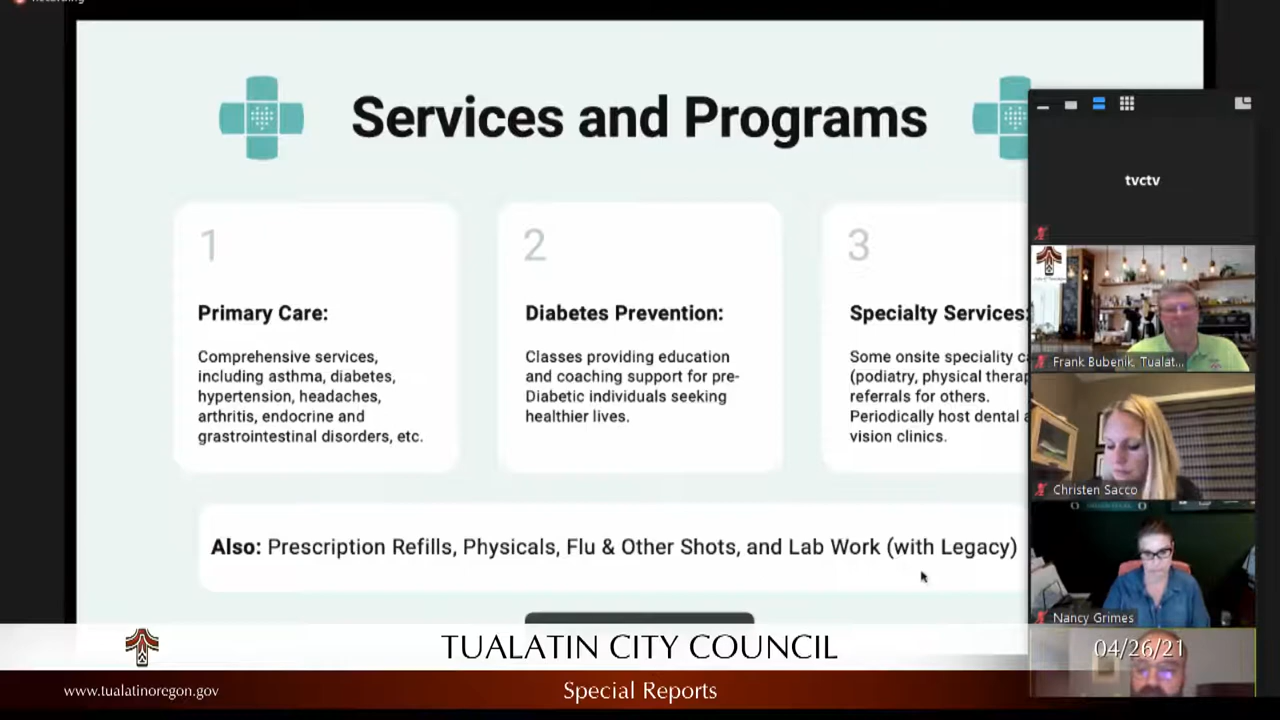 Recording
Services and Programs
1
Primary Care:
Comprehensive services,
including asthma, diabetes,
hypertension, headaches,
arthritis, endocrine and
grastrointestinal disorders, etc.
2
Diabetes Prevention:
Classes providing education
and coaching support for pre-
Diabetic individuals seeking
healthier lives.
3
Specialty Services:
Some onsite speciality
(podiatry, physical
referrals for others.
Periodically host dental
vision clinics.
Also: Prescription Refills, Physicals, Flu & Other Shots, and Lab Work (with Legacy)
tvctv
Frank Bubenik, Tualat...
Christen Sacco
Nancy Grimes
04/26/21
TUALATIN CITY COUNCIL
www.tualatinoregon.gov
Special Reports